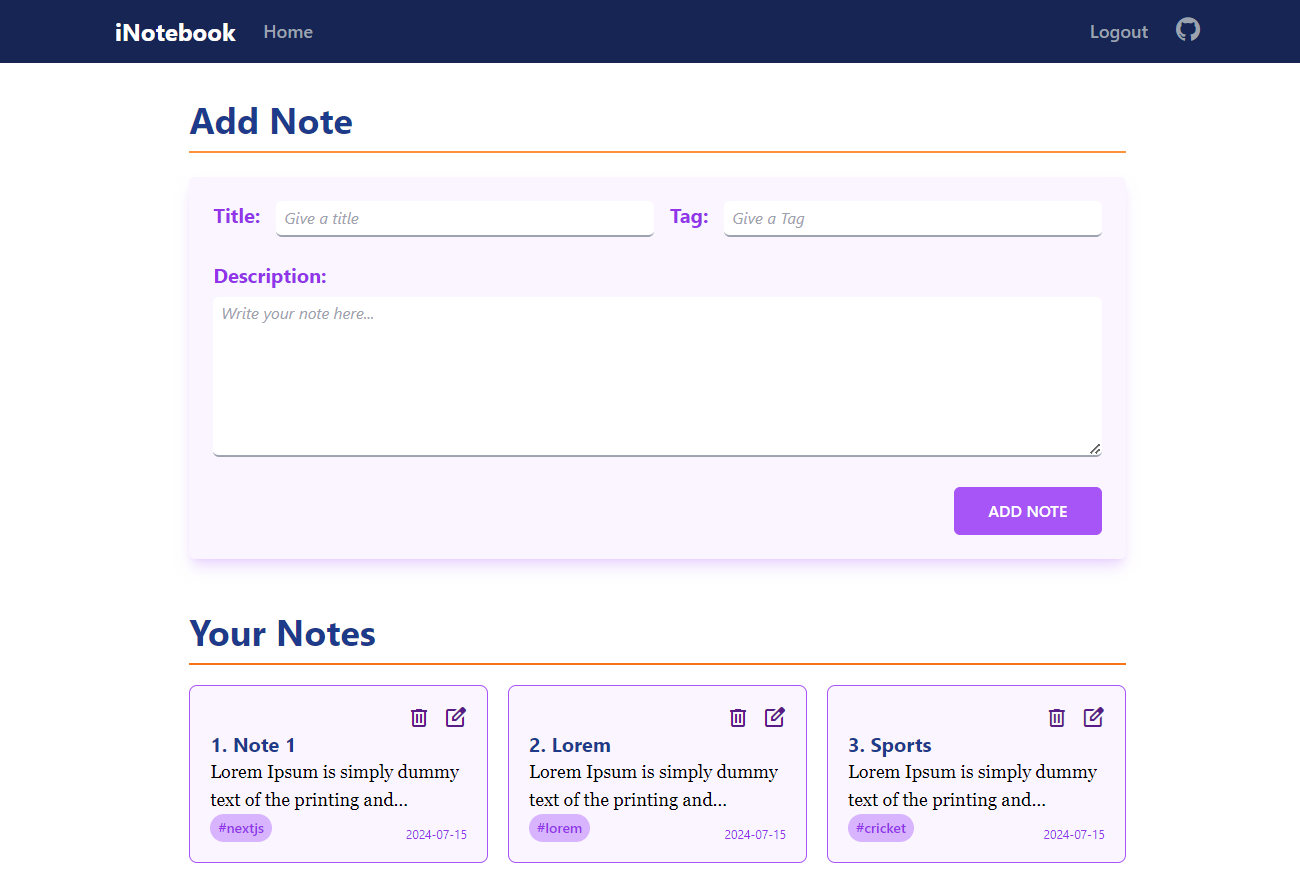 iNotebook Home Logout
Add Note
Title: Give a title Tag: Give a Tag
Description:
Write your note here...
ADD NOTE
Your Notes
1. Note 1
Lorem Ipsum is simply dummy
text of the printing and...
#nextjs 2024-07-15
2. Lorem
Lorem Ipsum is simply dummy
text of the printing and...
#lorem 2024-07-15
3. Sports
Lorem Ipsum is simply dummy
text of the printing and...
#cricket 2024-07-15